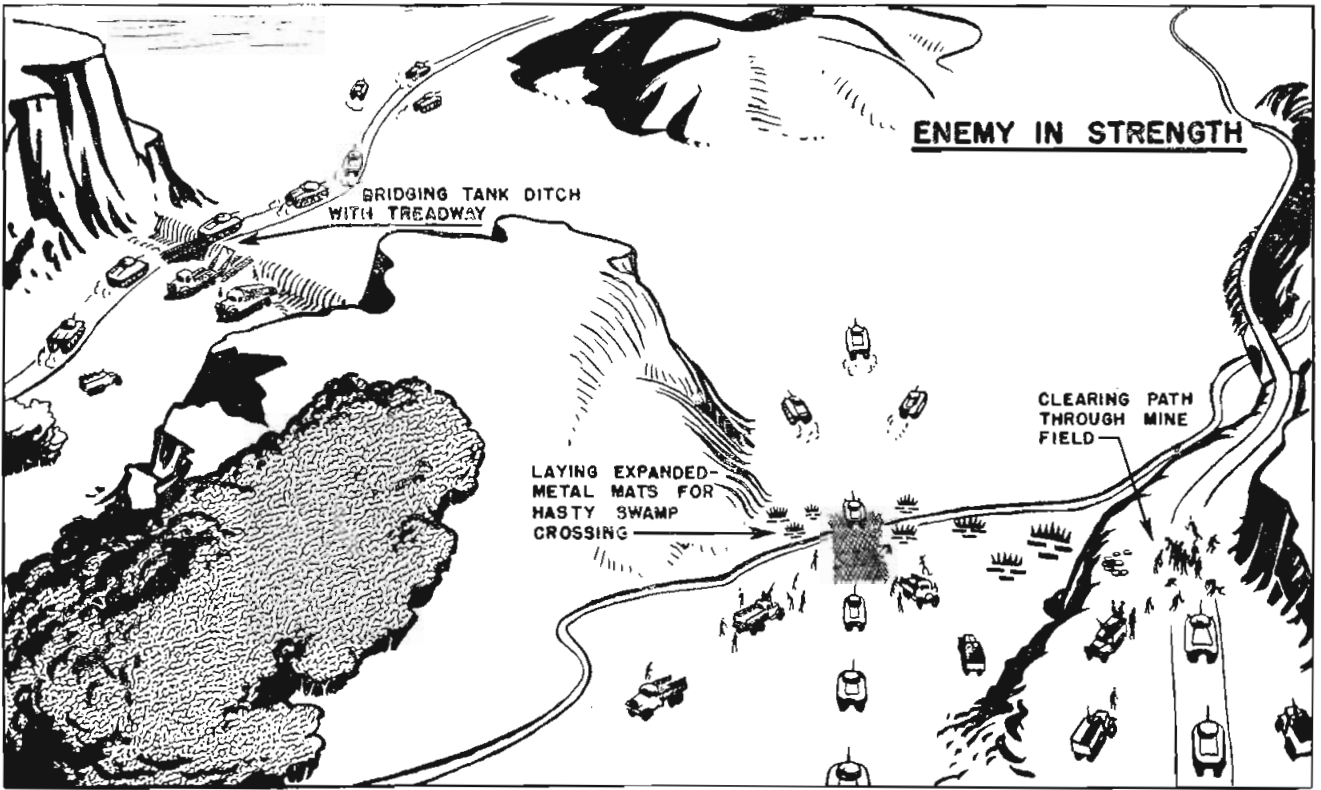 ENEMY IN STRENGTH
BRIDGING TANK DITCH
WITH TREADWAY
CLEARING PATH
THROUGH MINE
FIELD
LAYING EXPANDED-
METAL MATS FOR
HASTY SWAMP
CROSSING